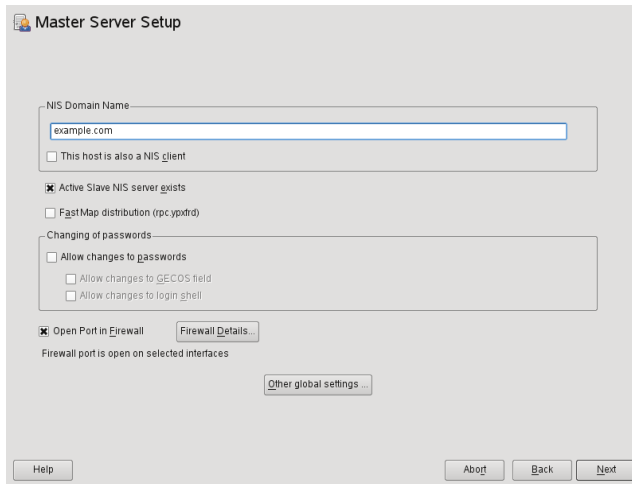 Master Server Setup
NIS Domain Name
example.com
This host is also a NIS client
Active Slave NIS server exists
Fast Map distribution (rpc.ypxfrd)
Changing of passwords
Allow changes to passwords
Allow changes to GECOS field
Allow changes to login shell
Open Port in Firewall Firewall Details...
Firewall port is open on selected interfaces
Other global settings ...
Help Abort Back Next